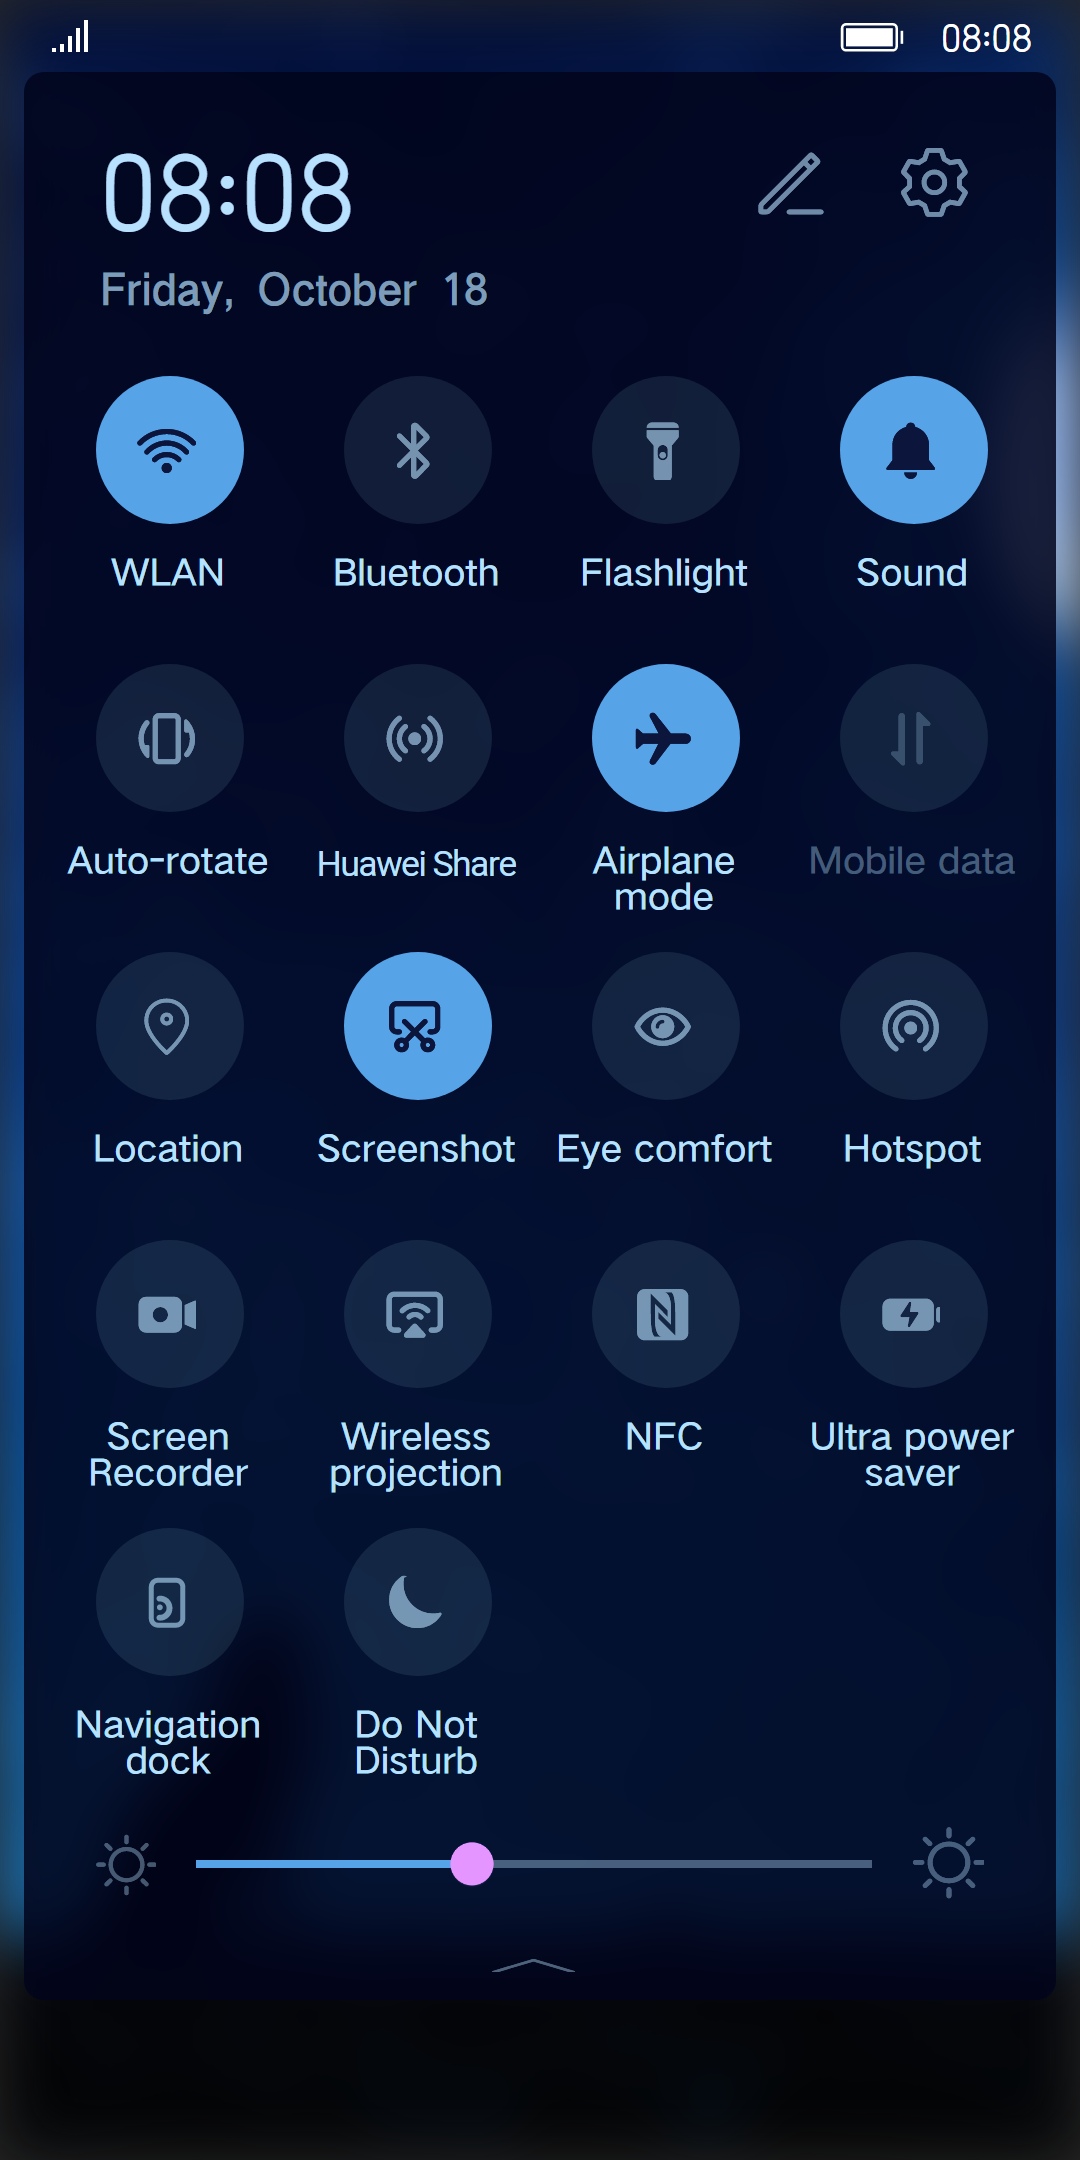 08:08
08:08
Friday, October 18
WLAN
Bluetooth
Flashlight
Sound
Auto-rotate
Huawei Share
Airplane
mode
Mobile data
Location
Screenshot
Eye comfort
Hotspot
Screen
Recorder
Wireless
projection
NFC
Ultra power
saver
Navigation
dock
Do Not
Disturb